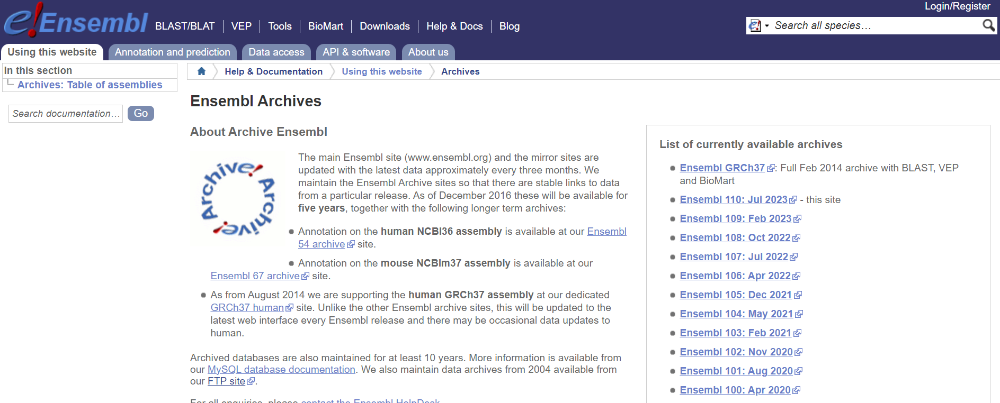 Login/Register
e!Ensembl
BLAST/BLAT
VEP
Tools
BioMart
Downloads
Help & Docs
Blog
Search all species…
Using this website
Annotation and prediction
Data access
API & software
About us
In this section
Archives: Table of assemblies
Search documentation…
Go
Help & Documentation
Using this website
Archives
Ensembl Archives
About Archive Ensembl
Archive! Archive! Archive!
The main Ensembl site (www.ensembl.org) and the mirror sites are
updated with the latest data approximately every three months. We
maintain the Ensembl Archive sites so that there are stable links to data
from a particular release. As of December 2016 these will be available for
five years, together with the following longer term archives:
Annotation on the human NCBI36 assembly is available at our Ensembl
54 archive site.
Annotation on the mouse NCBIm37 assembly is available at our
Ensembl 67 archive site.
As from August 2014 we are supporting the human GRCh37 assembly at our dedicated
GRCh37 human site. Unlike the other Ensembl archive sites, this will be updated to the
latest web interface every Ensembl release and there may be occasional data updates to
human.
Archived databases are also maintained for at least 10 years. More information is available from
our MySQL database documentation. We also maintain data archives from 2004 available from
our FTP site.
For all enquiries, please contact the Ensembl HelpDesk
List of currently available archives
Ensembl GRCh37: Full Feb 2014 archive with BLAST, VEP
and BioMart
Ensembl 110: Jul 2023 - this site
Ensembl 109: Feb 2023
Ensembl 108: Oct 2022
Ensembl 107: Jul 2022
Ensembl 106: Apr 2022
Ensembl 105: Dec 2021
Ensembl 104: May 2021
Ensembl 103: Feb 2021
Ensembl 102: Nov 2020
Ensembl 101: Aug 2020
Ensembl 100: Apr 2020